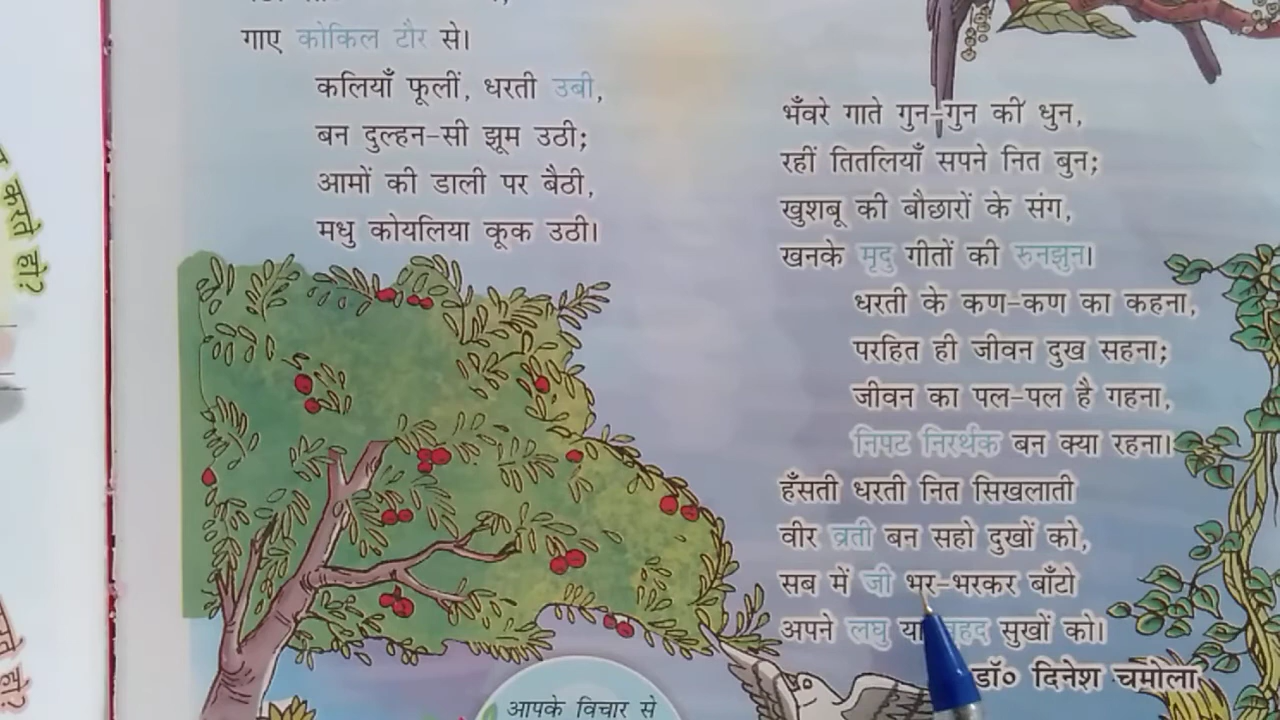 गाए कोकिल टौर से।
कलियाँ फूलीं, धरती उबी,
बन दुल्हन-सी झूम उठी;
आमों की डाली पर बैठी,
मधु कोयलिया कूक उठी।
भँवरे गाते गुन-गुन की धुन,
रहीं तितलियाँ सपने नित बुन;
खुशबू की बौछारों के संग,
खनके मृदु गीतों की रुनझुन।
धरती के कण-कण का कहना,
परहित ही जीवन दुख सहना;
जीवन का पल-पल है गहना,
निपट निरर्थक बन क्या रहना।
हँसती धरती नित सिखलाती
वीर व्रती बन सहो दुखों को,
सब में जी भर-भरकर बाँटो
अपने लघु या सुखों को।
डॉ० दिनेश चमोला
आपके विचार से
करते हो?